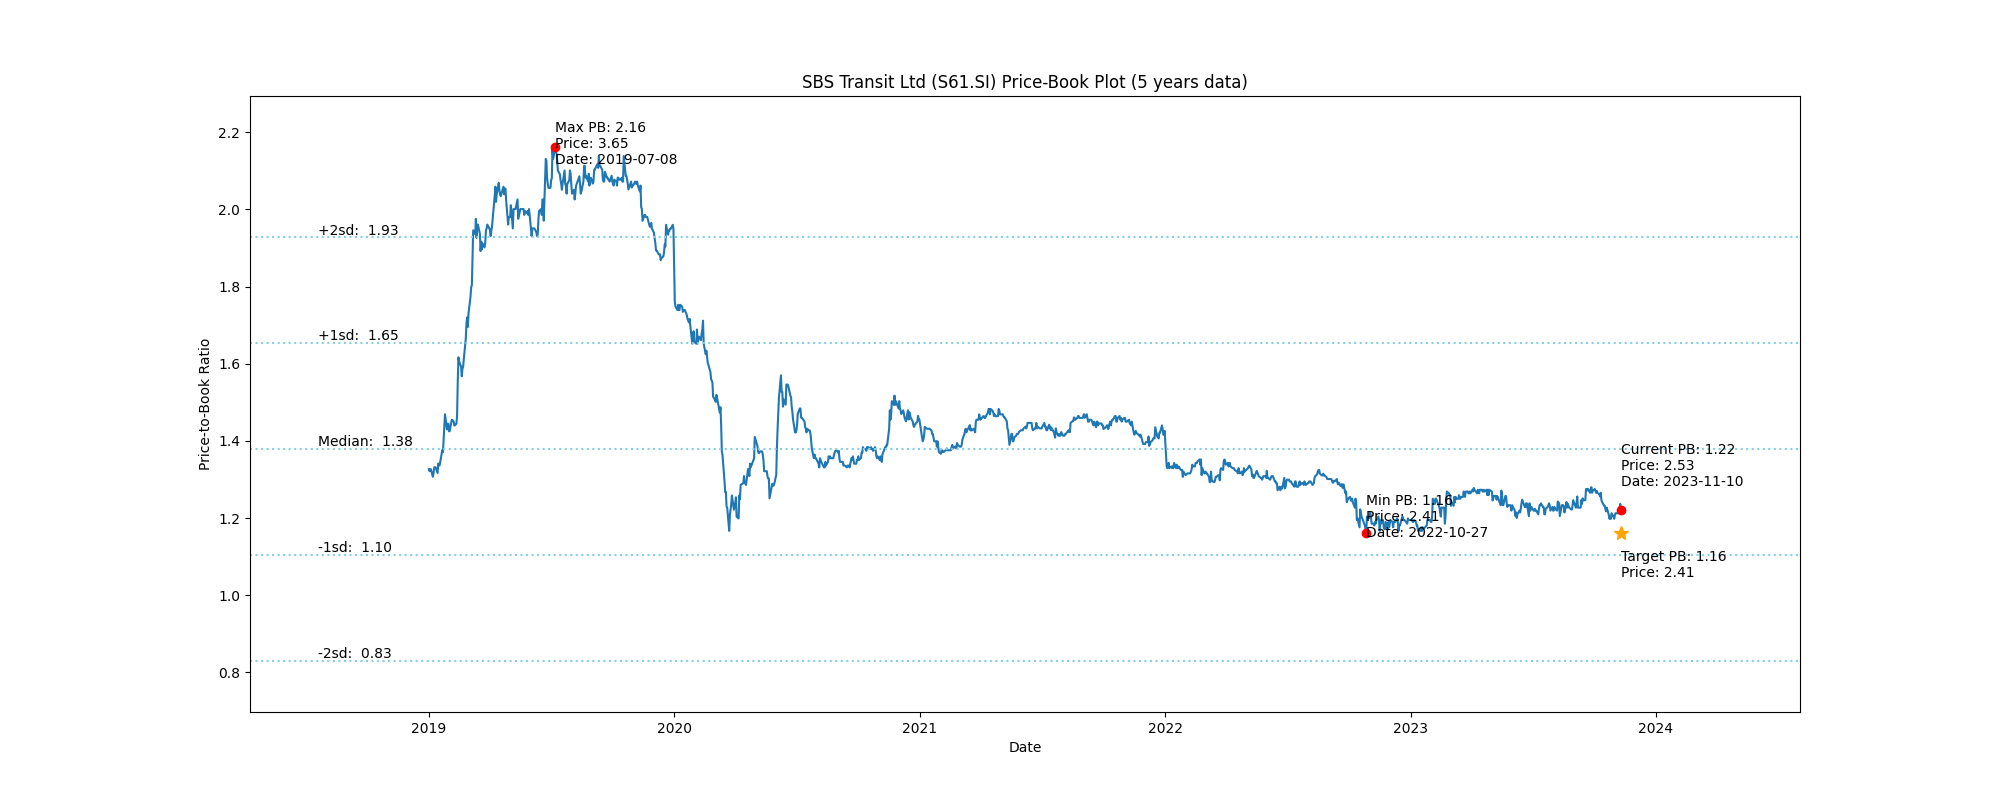 SBS Transit Ltd (S61.SI) Price-Book Plot (5 years data)
Max PB: 2.16
Price: 3.65
Date: 2019-07-08
+2sd:  1.93
+1sd:  1.65
Median:  1.38
-1sd:  1.10
-2sd:  0.83
Min PB: 1.16
Price: 2.41
Date: 2022-10-27
Current PB: 1.22
Price: 2.53
Date: 2023-11-10
Target PB: 1.16
Price: 2.41
Price-to-Book Ratio
2.2
2.0
1.8
1.6
1.4
1.2
1.0
0.8
2019 2020 2021 2022 2023 2024
Date